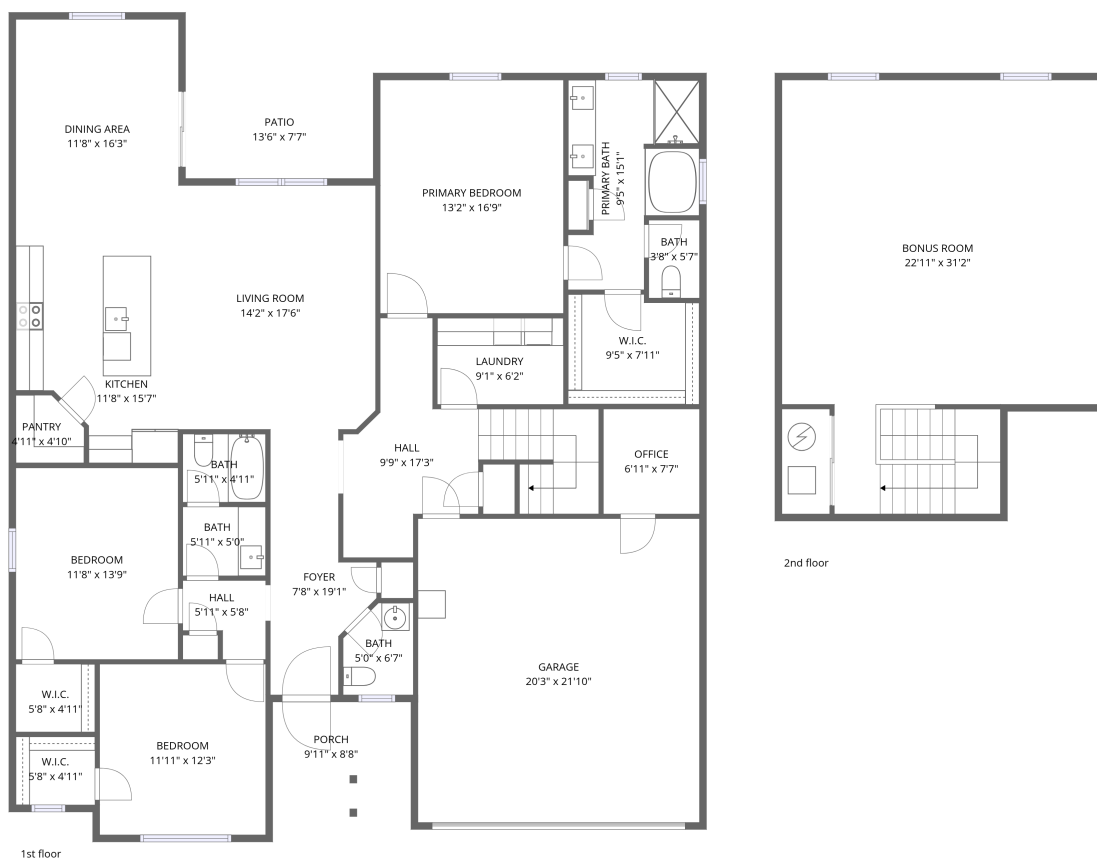 DINING AREA
11'8" x 16'3"
PATIO
13'6" x 7'7"
PRIMARY BEDROOM
13'2" x 16'9"
PRIMARY BATH
9'5" x 15'1"
BATH
3'8" x 5'7"
BONUS ROOM
22'11" x 31'2"
LIVING ROOM
14'2" x 17'6"
W.I.C.
9'5" x 7'11"
LAUNDRY
9'1" x 6'2"
KITCHEN
11'8" x 15'7"
PANTRY
4'11" x 4'10"
HALL
9'9" x 17'3"
OFFICE
6'11" x 7'7"
BATH
5'11" x 4'11"
BATH
5'11" x 5'0"
BEDROOM
11'8" x 13'9"
2nd floor
FOYER
7'8" x 19'1"
HALL
5'11" x 5'8"
BATH
5'0" x 6'7"
GARAGE
20'3" x 21'10"
W.I.C.
5'8" x 4'11"
PORCH
9'11" x 8'8"
BEDROOM
11'11" x 12'3"
W.I.C.
5'8" x 4'11"
1st floor